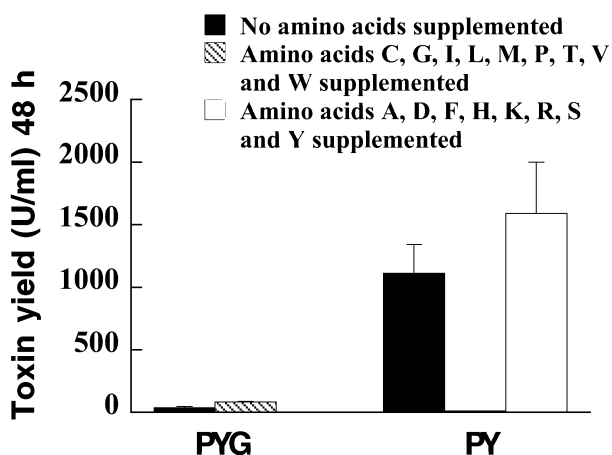 No amino acids supplemented
Amino acids C, G, I, L, M, P, T, V
and W supplemented
Amino acids A, D, F, H, K, R, S
and Y supplemented
Toxin yield (U/ml) 48 h
2500
2000
1500
1000
500
0
PYG
PY